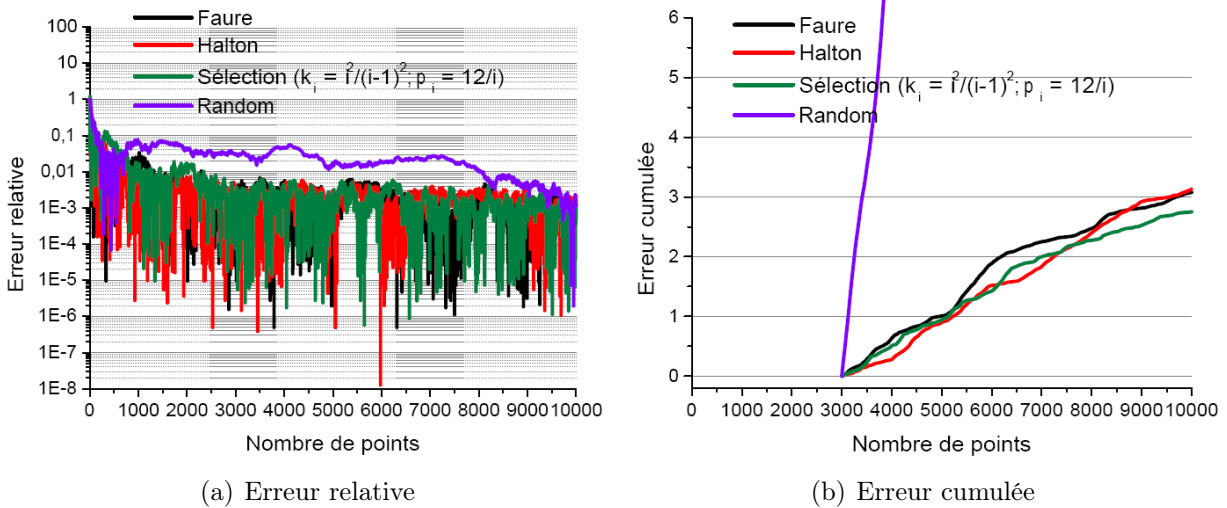 Faure
Halton
Sélection (k_i = i^2/(i-1)^2; p_i = 12/i)
Random
Erreur relative
100
10
1
0,1
0,01
1E-3
1E-4
1E-5
1E-6
1E-7
1E-8
0 1000 2000 3000 4000 5000 6000 7000 8000 9000 10000
Nombre de points
(a) Erreur relative
Faure
Halton
Sélection (k_i = i^2/(i-1)^2; p_i = 12/i)
Random
Erreur cumulée
6
5
4
3
2
1
0
0 1000 2000 3000 4000 5000 6000 7000 8000 9000 10000
Nombre de points
(b) Erreur cumulée